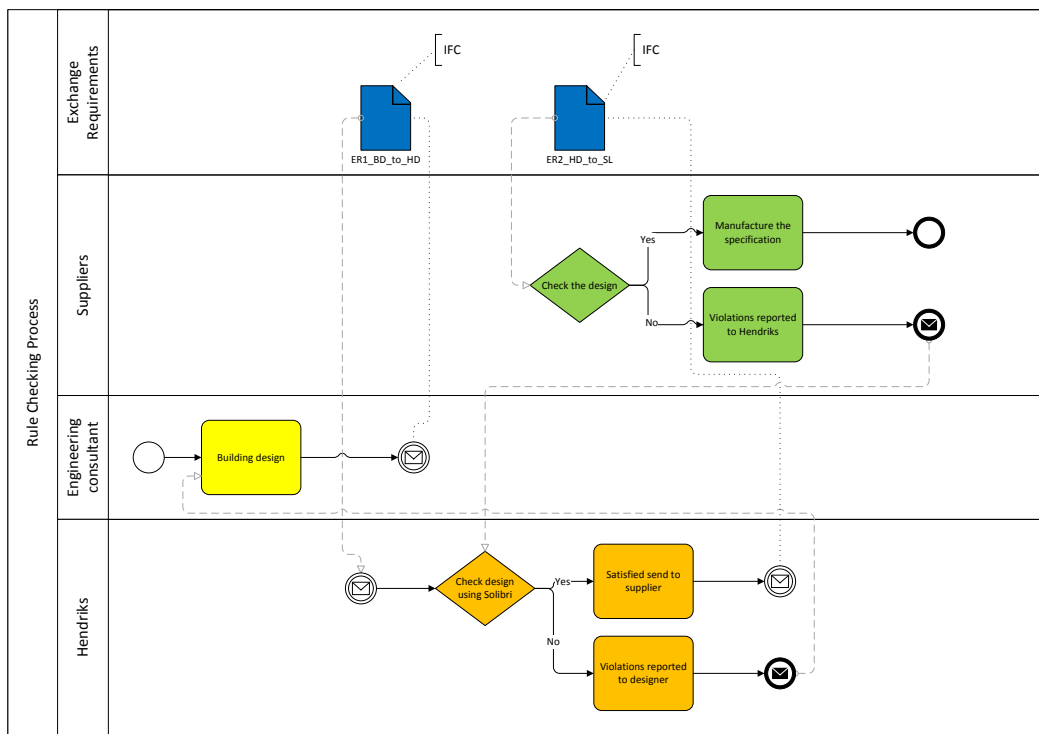 Rule Checking Process
Exchange
Requirements
IFC
IFC
ER1_BD_to_HD
ER2_HD_to_SL
Suppliers
Check the design
Yes
No
Manufacture the
specification
Violations reported
to Hendriks
Engineering
consultant
Building design
Hendriks
Check design
using Solibri
Yes
No
Satisfied send to
supplier
Violations reported
to designer